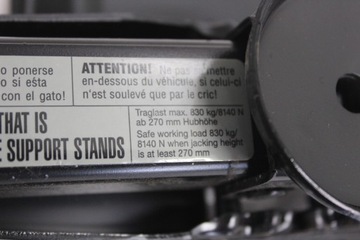 o ponerse
o si ešta
con el gato!
ATTENTION! Ne pas se mettre
en-dessous du véhicule, si celui-ci
n'est soulevé que par le cric!
THAT IS
E SUPPORT STANDS
Traglast max. 830 kg/8140 N
ab 270 mm Hubhöhe
Safe working load 830 kg/
8140 N when jacking height
is at least 270 mm